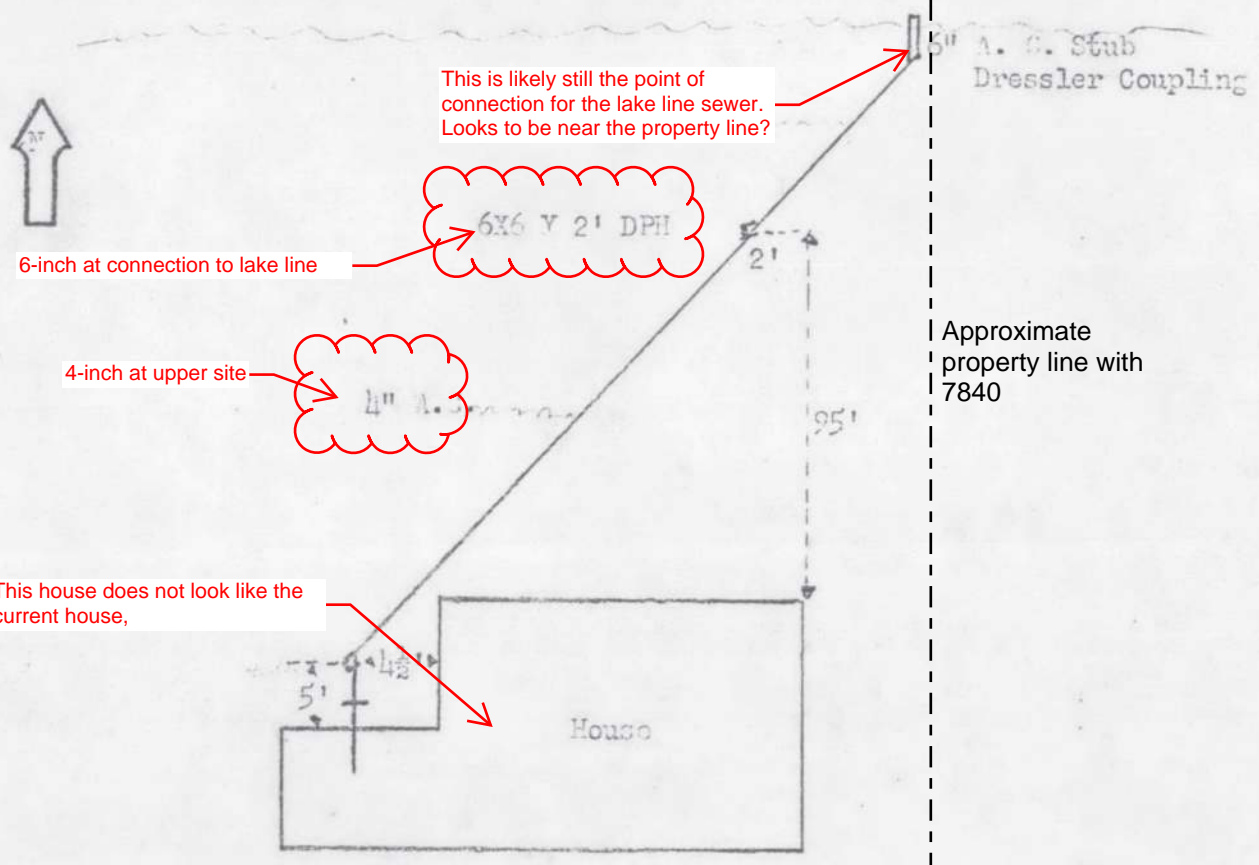 6" A. C. Stub
Dressler Coupling
This is likely still the point of
connection for the lake line sewer.
Looks to be near the property line?
N
6X6 Y 2' DPH
6-inch at connection to lake line
2'
Approximate
property line with
7840
4-inch at upper site
4" A.
95'
This house does not look like the
current house,
4½'
5'
House